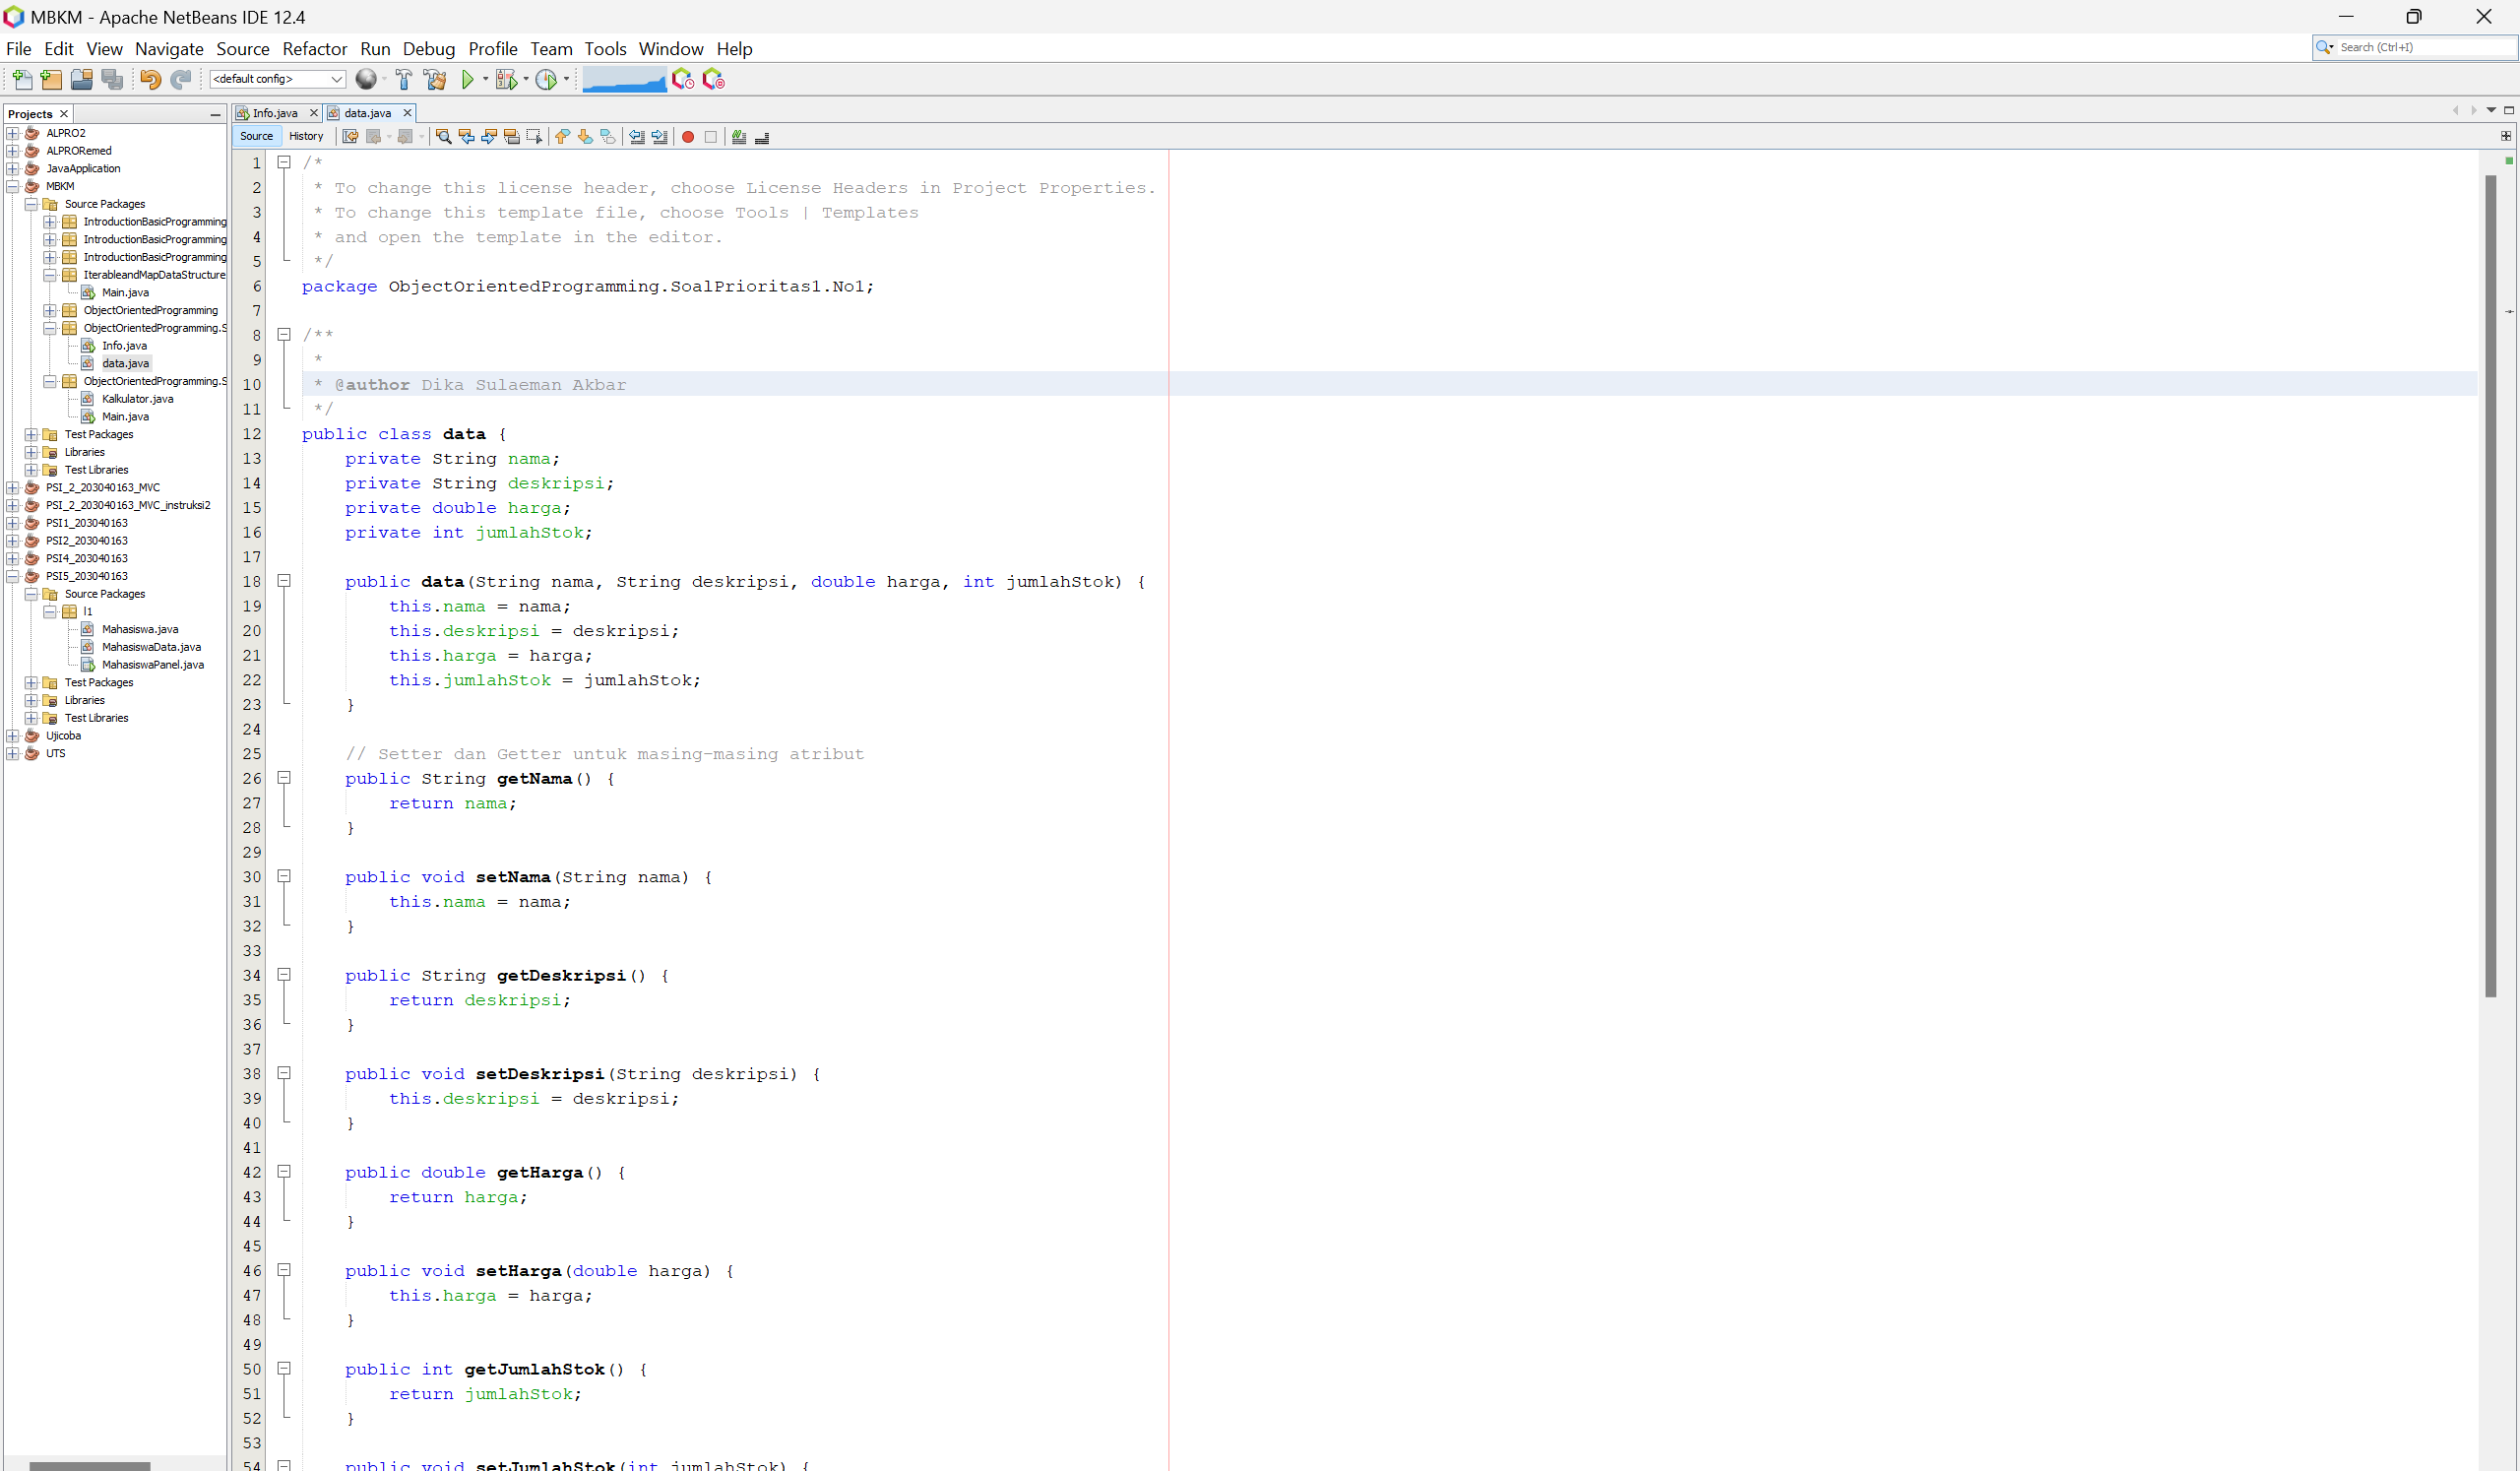 MBKM - Apache NetBeans IDE 12.4
File Edit View Navigate Source Refactor Run Debug Profile Team Tools Window Help
Search (Ctrl+I)
<default config>
Projects
Info.java
data.java
Source History
ALPRO2
ALPRORemed
JavaApplication
MBKM
Source Packages
IntroductionBasicProgramming
IntroductionBasicProgramming
IntroductionBasicProgramming
IterableandMapDataStructure
Main.java
ObjectOrientedProgramming
ObjectOrientedProgramming.S
Info.java
data.java
ObjectOrientedProgramming.S
Kalkulator.java
Main.java
Test Packages
Libraries
Test Libraries
PSI_2_203040163_MVC
PSI_2_203040163_MVC_instruksi2
PSI1_203040163
PSI2_203040163
PSI4_203040163
PSI5_203040163
Source Packages
l1
Mahasiswa.java
MahasiswaData.java
MahasiswaPanel.java
Test Packages
Libraries
Test Libraries
Ujicoba
UTS
1 /*
2 * To change this license header, choose License Headers in Project Properties.
3 * To change this template file, choose Tools | Templates
4 * and open the template in the editor.
5 */
6 package ObjectOrientedProgramming.SoalPrioritas1.No1;
7
8 /**
9 *
10 * @author Dika Sulaeman Akbar
11 */
12 public class data {
13 private String nama;
14 private String deskripsi;
15 private double harga;
16 private int jumlahStok;
17
18 public data(String nama, String deskripsi, double harga, int jumlahStok) {
19 this.nama = nama;
20 this.deskripsi = deskripsi;
21 this.harga = harga;
22 this.jumlahStok = jumlahStok;
23 }
24
25 // Setter dan Getter untuk masing-masing atribut
26 public String getNama() {
27 return nama;
28 }
29
30 public void setNama(String nama) {
31 this.nama = nama;
32 }
33
34 public String getDeskripsi() {
35 return deskripsi;
36 }
37
38 public void setDeskripsi(String deskripsi) {
39 this.deskripsi = deskripsi;
40 }
41
42 public double getHarga() {
43 return harga;
44 }
45
46 public void setHarga(double harga) {
47 this.harga = harga;
48 }
49
50 public int getJumlahStok() {
51 return jumlahStok;
52 }
53
54 public void setJumlahStok(int jumlahStok) {